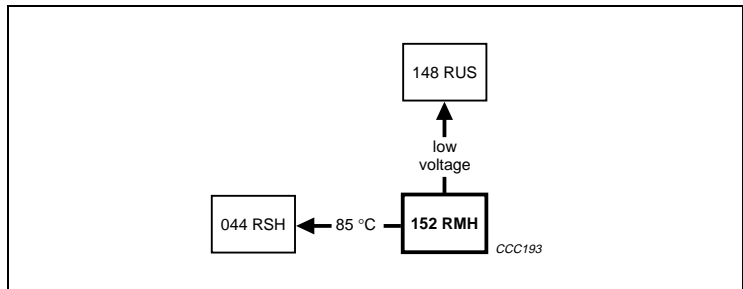 148 RUS
low
voltage
044 RSH
85 °C
152 RMH
CCC193